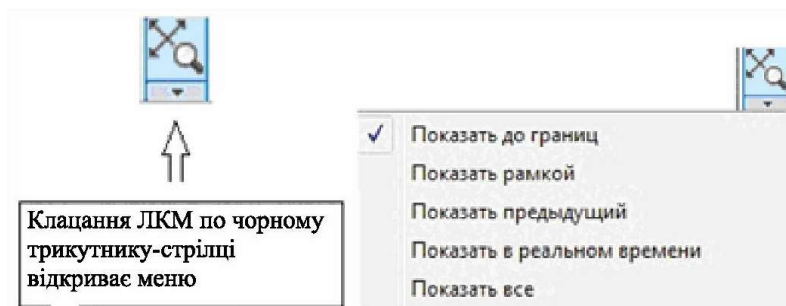 Клацання ЛКМ по чорному
трикутнику-стрілці
відкриває меню
Показать до границ
Показать рамкой
Показать предыдущий
Показать в реальном времени
Показать все